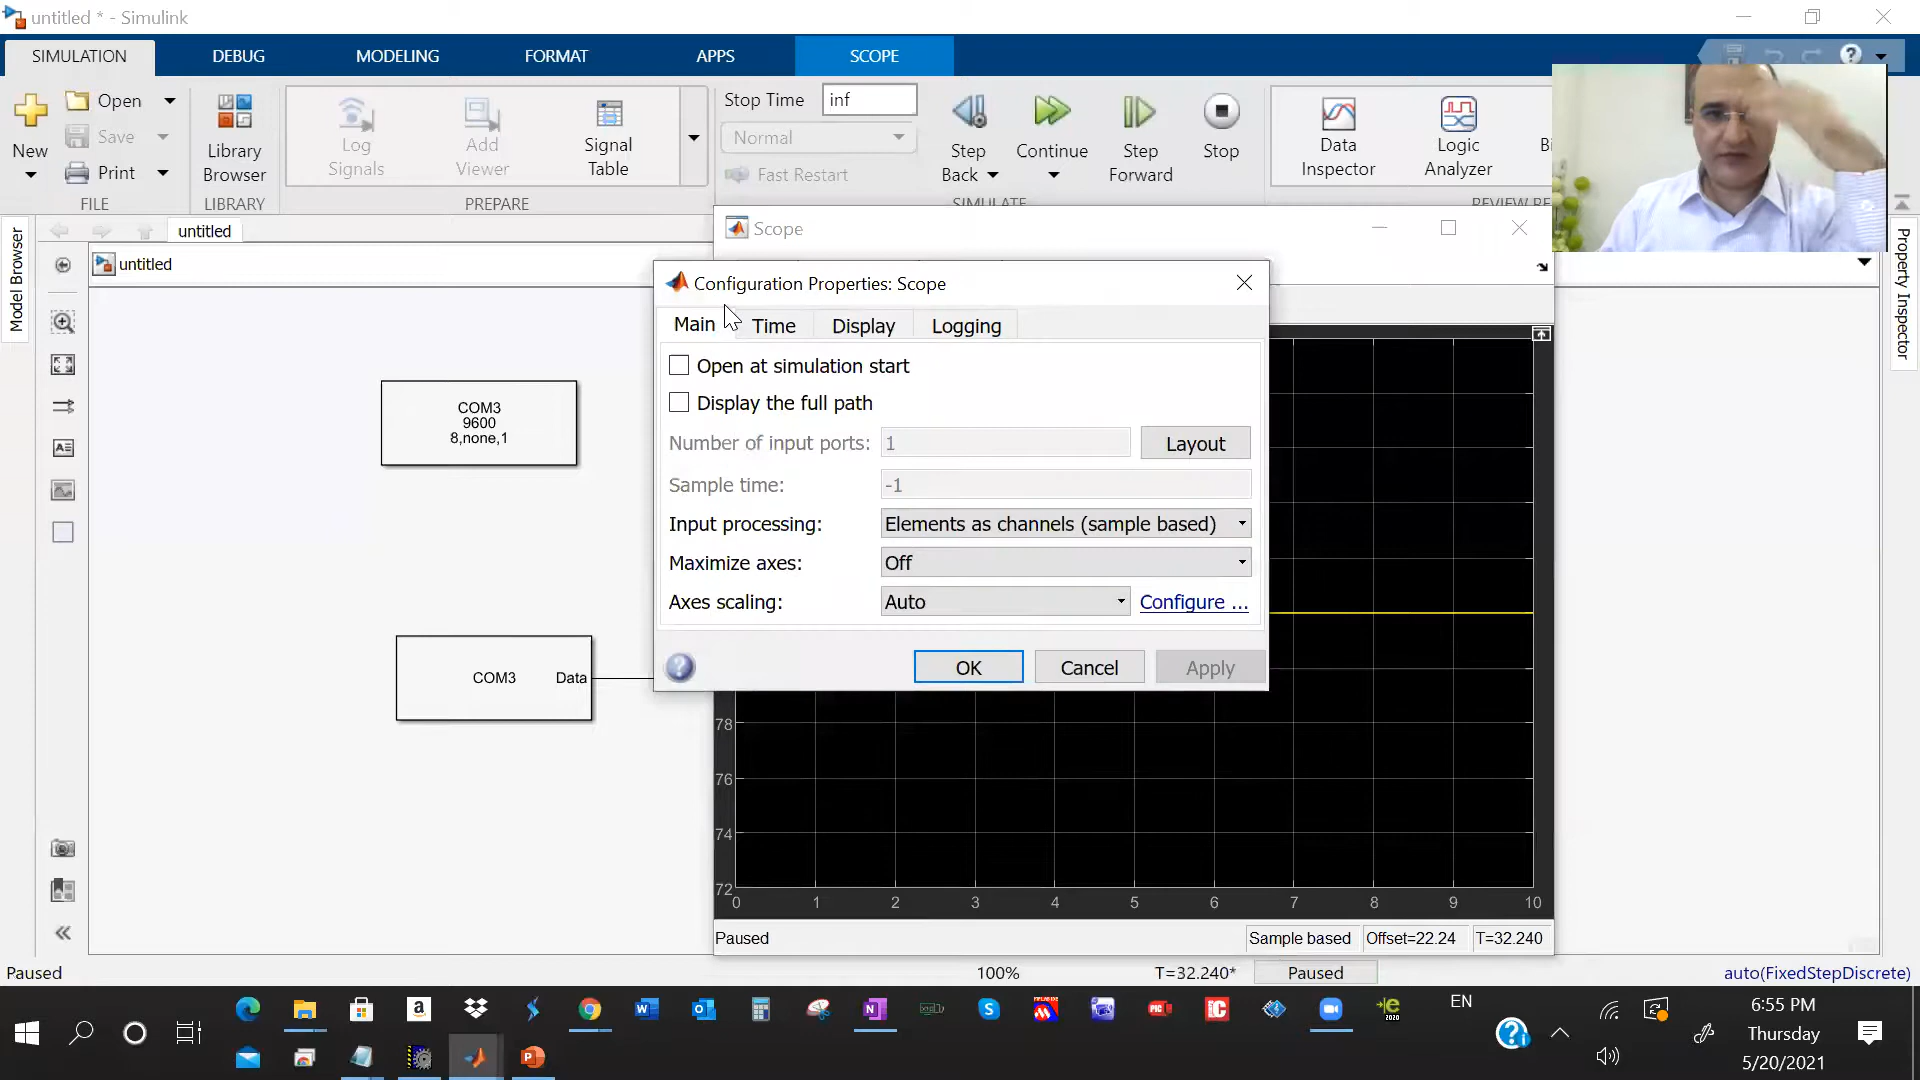 untitled * - Simulink
SIMULATION DEBUG MODELING FORMAT APPS SCOPE
New
Open
Save
Print
FILE
Library
Browser
LIBRARY
Log
Signals
Add
Viewer
Signal
Table
PREPARE
Stop Time inf
Normal
Fast Restart
Step
Back
Continue
Step
Forward
Stop
SIMULATE
Data
Inspector
Logic
Analyzer
REVIEW RE
Model Browser
untitled
untitled
Property Inspector
COM3
9600
8,none,1
COM3 Data
Scope
Configuration Properties: Scope
Main Time Display Logging
Open at simulation start
Display the full path
Number of input ports: 1 Layout
Sample time: -1
Input processing: Elements as channels (sample based)
Maximize axes: Off
Axes scaling: Auto Configure ...
OK Cancel Apply
78
76
74
72
0 1 2 3 4 5 6 7 8 9 10
Paused Sample based Offset=22.24 T=32.240
Paused 100% T=32.240* Paused auto(FixedStepDiscrete)
EN
6:55 PM
Thursday
5/20/2021